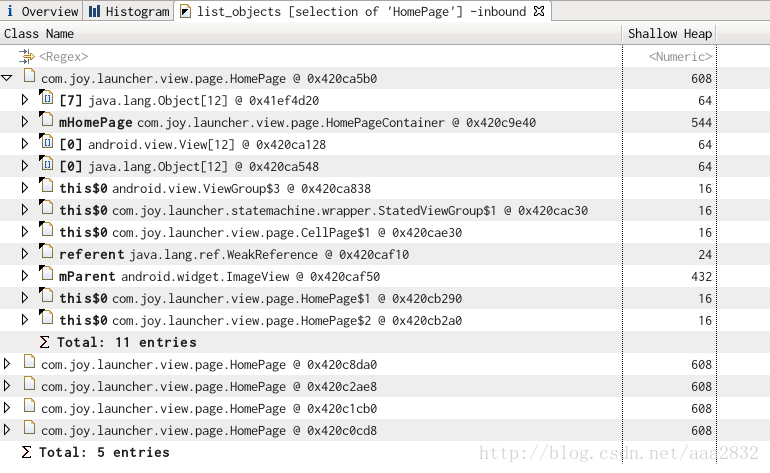 i Overview Histogram list_objects [selection of 'HomePage'] -inbound
Class Name Shallow Heap
<Regex> <Numeric>
com.joy.launcher.view.page.HomePage @ 0x420ca5b0 608
[7] java.lang.Object[12] @ 0x41ef4d20 64
mHomePage com.joy.launcher.view.page.HomePageContainer @ 0x420c9e40 544
[0] android.view.View[12] @ 0x420ca128 64
[0] java.lang.Object[12] @ 0x420ca548 64
this$0 android.view.ViewGroup$3 @ 0x420ca838 16
this$0 com.joy.launcher.statemachine.wrapper.StatedViewGroup$1 @ 0x420cac30 16
this$0 com.joy.launcher.view.page.CellPage$1 @ 0x420cae30 16
referent java.lang.ref.WeakReference @ 0x420caf10 24
mParent android.widget.ImageView @ 0x420caf50 432
this$0 com.joy.launcher.view.page.HomePage$1 @ 0x420cb290 16
this$0 com.joy.launcher.view.page.HomePage$2 @ 0x420cb2a0 16
Σ Total: 11 entries
com.joy.launcher.view.page.HomePage @ 0x420c8da0 608
com.joy.launcher.view.page.HomePage @ 0x420c2ae8 608
com.joy.launcher.view.page.HomePage @ 0x420c1cb0 608
com.joy.launcher.view.page.HomePage @ 0x420c0cd8 608
Σ Total: 5 entries
http://blog.csdn.net/aaa2832